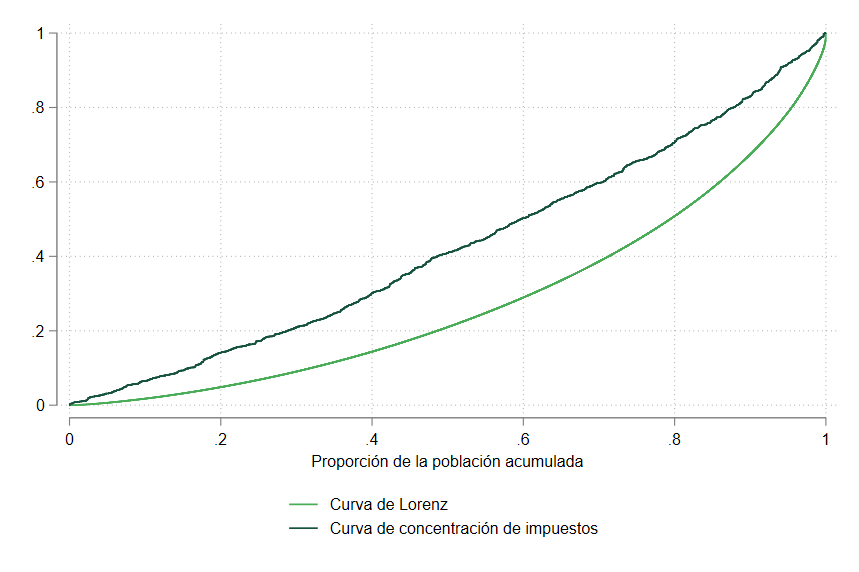 1
.8
.6
.4
.2
0
0 .2 .4 .6 .8 1
Proporción de la población acumulada
Curva de Lorenz
Curva de concentración de impuestos